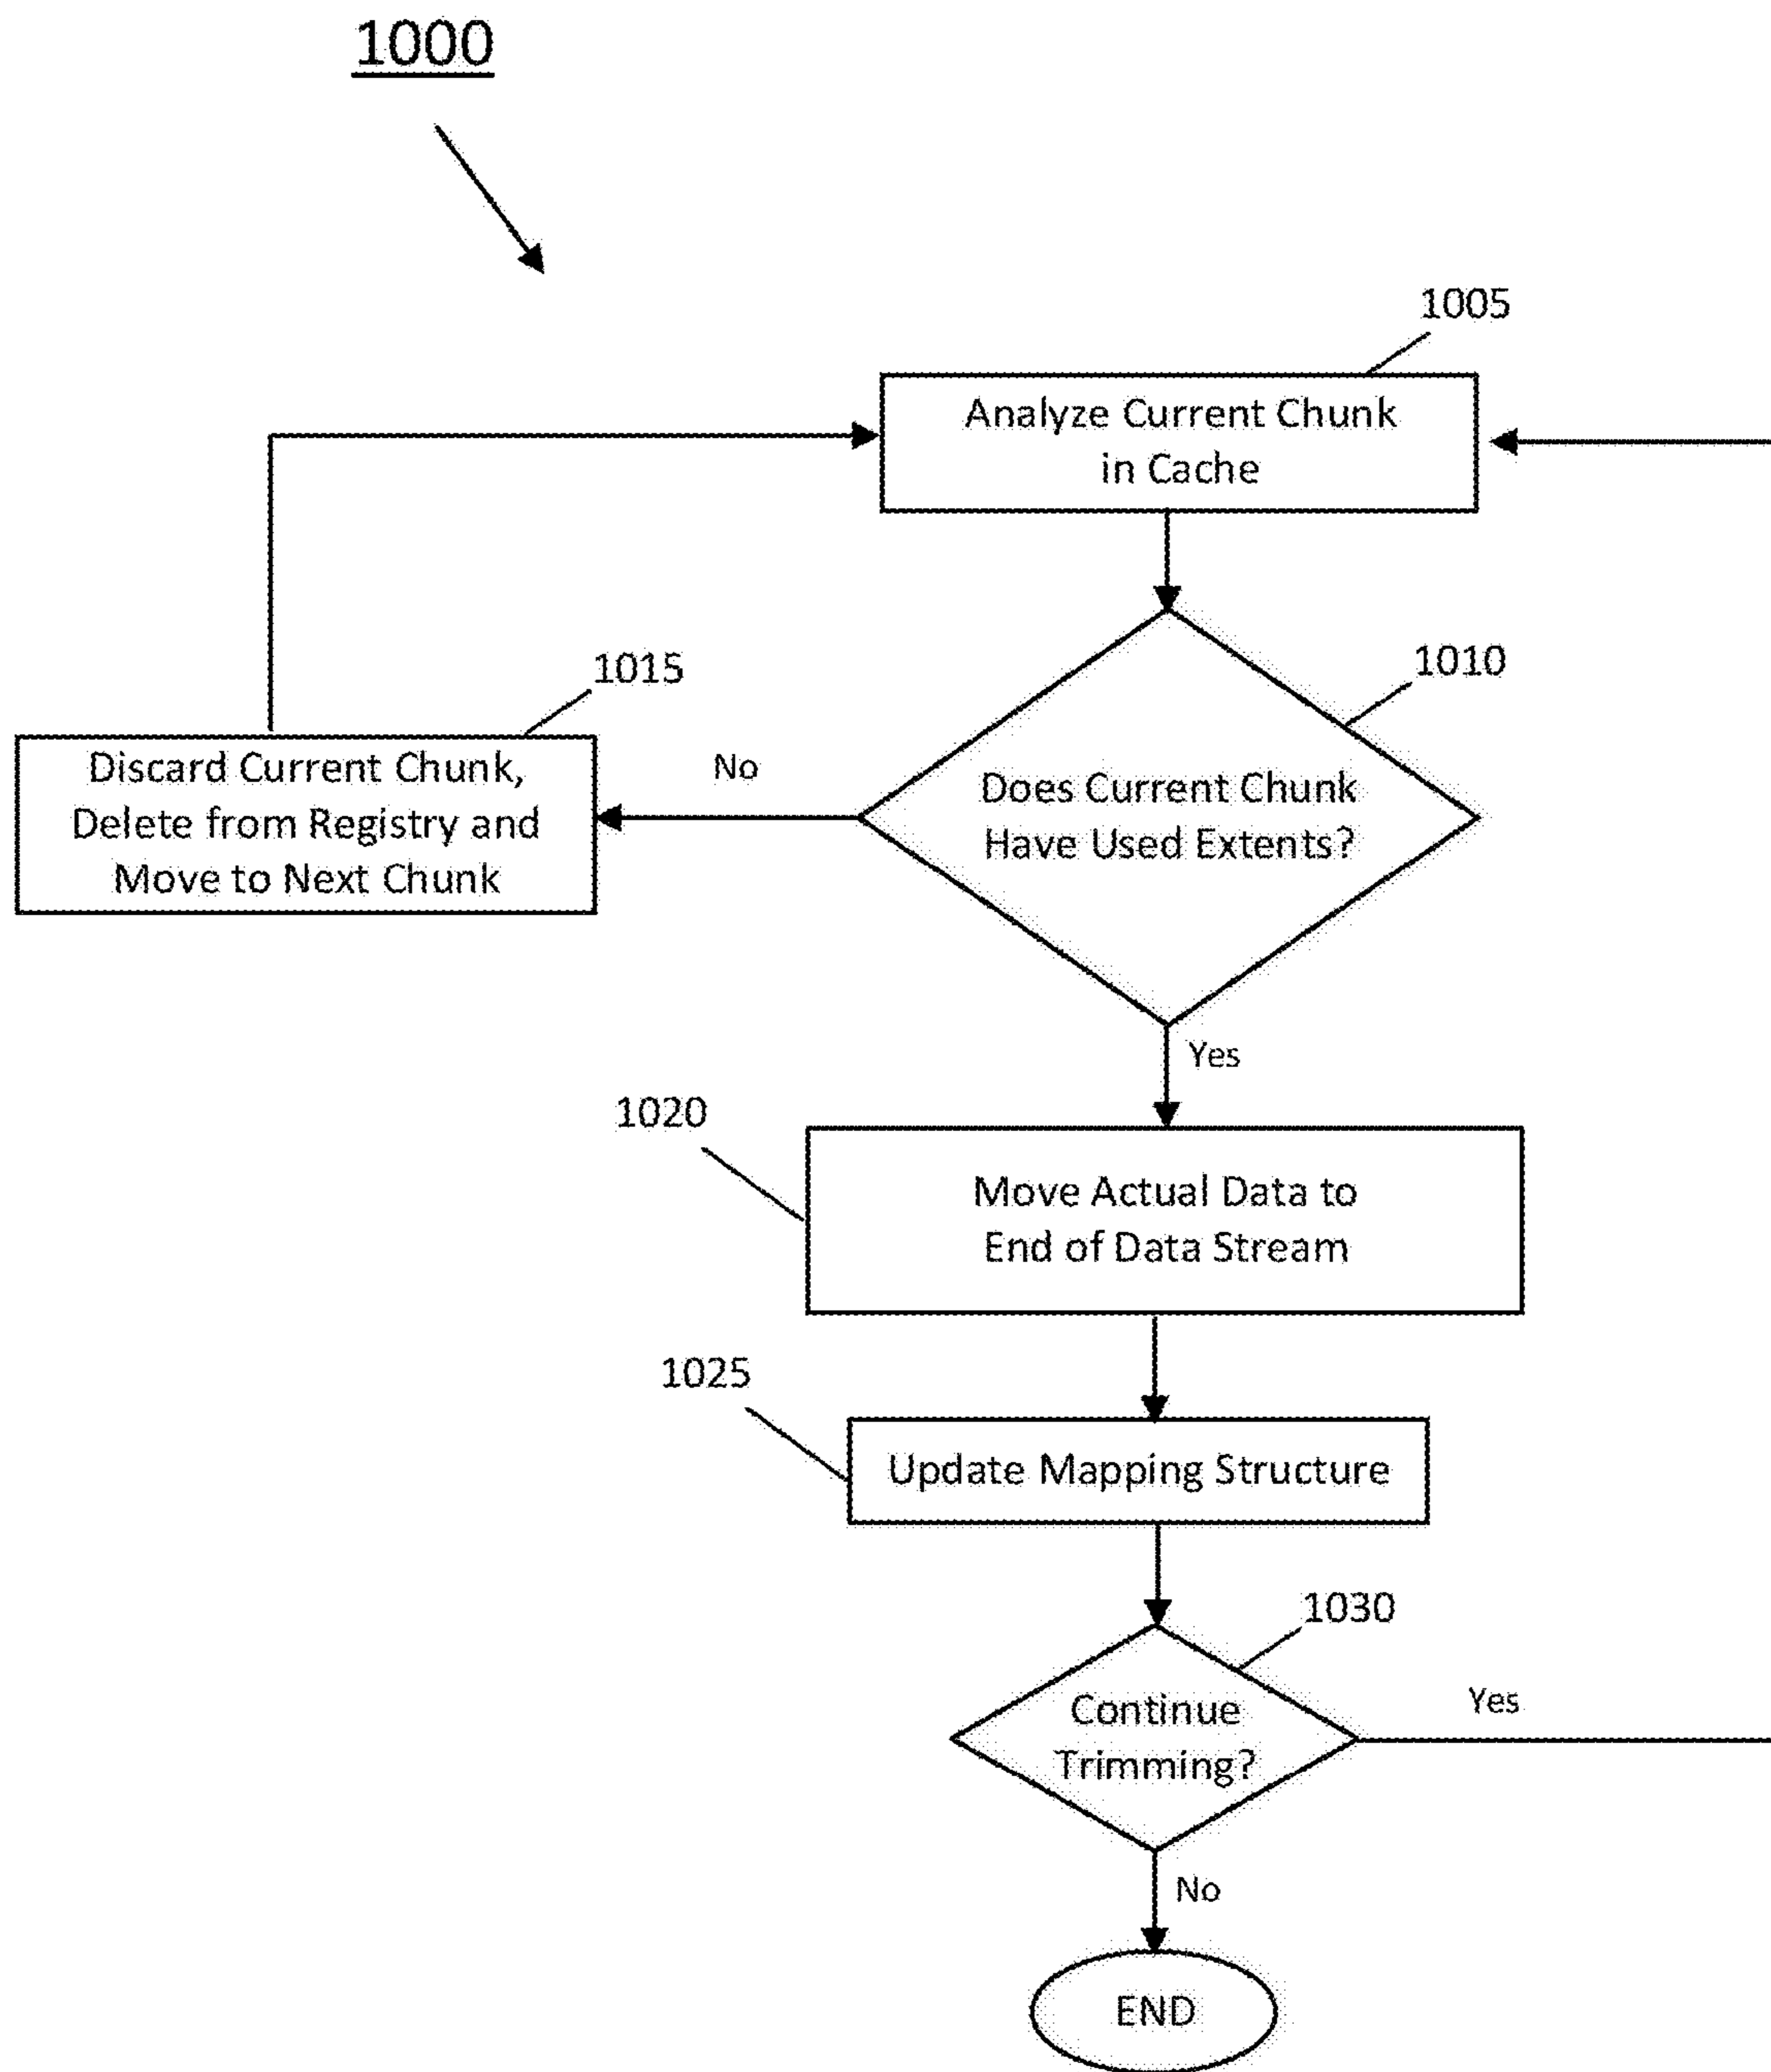 1000
1005
Analyze Current Chunk
in Cache
1010
Does Current Chunk
Have Used Extents?
No
1015
Discard Current Chunk,
Delete from Registry and
Move to Next Chunk
Yes
1020
Move Actual Data to
End of Data Stream
1025
Update Mapping Structure
1030
Continue
Trimming?
Yes
No
END